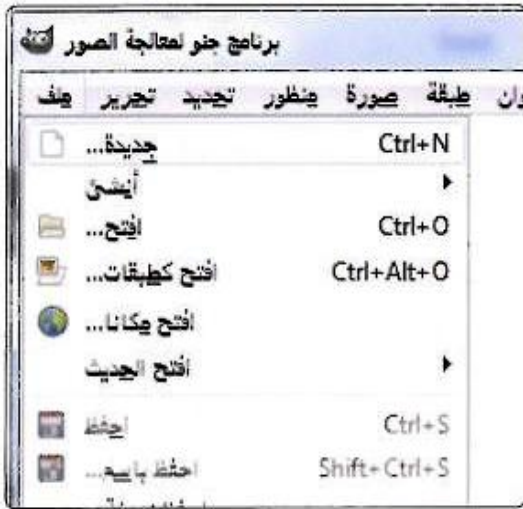 برنامج جنو لمعالجة الصور
ملف تحرير تحديد منظور صورة طبقة
جديدة... Ctrl+N
أنشئ
افتح... Ctrl+O
افتح كطبقات... Ctrl+Alt+O
افتح مكانا...
افتح الحديث
احفظ Ctrl+S
احفظ باسم... Shift+Ctrl+S